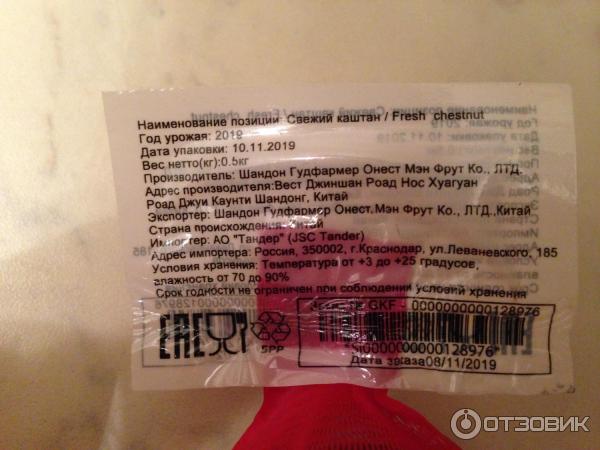 Наименование позиции: Свежий каштан / Fresh chestnut
Год урожая: 2019
Дата упаковки: 10.11.2019
Вес нетто(кг):0.5кг
Производитель: Шандон Гудфармер Онест Мэн Фрут Ко., ЛТД.
Адрес производителя:Вест Джиншан Роад Нос Хуагуан
Роад Джуи Каунти Шандонг, Китай
Экспортер: Шандон Гудфармер Онест Мэн Фрут Ко., ЛТД.,Китай
Страна происхождения: Китай
Импортер: АО "Тандер" (JSC Tander)
Адрес импортера: Россия, 350002, г.Краснодар, ул.Леваневского, 185
Условия хранения: Температура от +3 до +25 градусов,
влажность от 70 до 90%
Срок годности не ограничен при соблюдении условий хранения
GKF - 0000000000128976
EAC
5PP
0000000000128976
Дата заказа08/11/2019
ОТЗОВИК